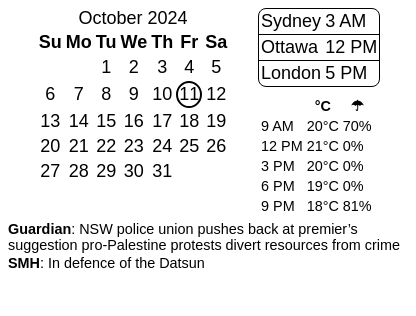 October 2024
Su Mo Tu We Th Fr Sa
1 2 3 4 5
6 7 8 9 10 11 12
13 14 15 16 17 18 19
20 21 22 23 24 25 26
27 28 29 30 31
Sydney 3 AM
Ottawa 12 PM
London 5 PM
°C ☂
9 AM 20°C 70%
12 PM 21°C 0%
3 PM 20°C 0%
6 PM 19°C 0%
9 PM 18°C 81%
Guardian: NSW police union pushes back at premier’s
suggestion pro-Palestine protests divert resources from crime
SMH: In defence of the Datsun